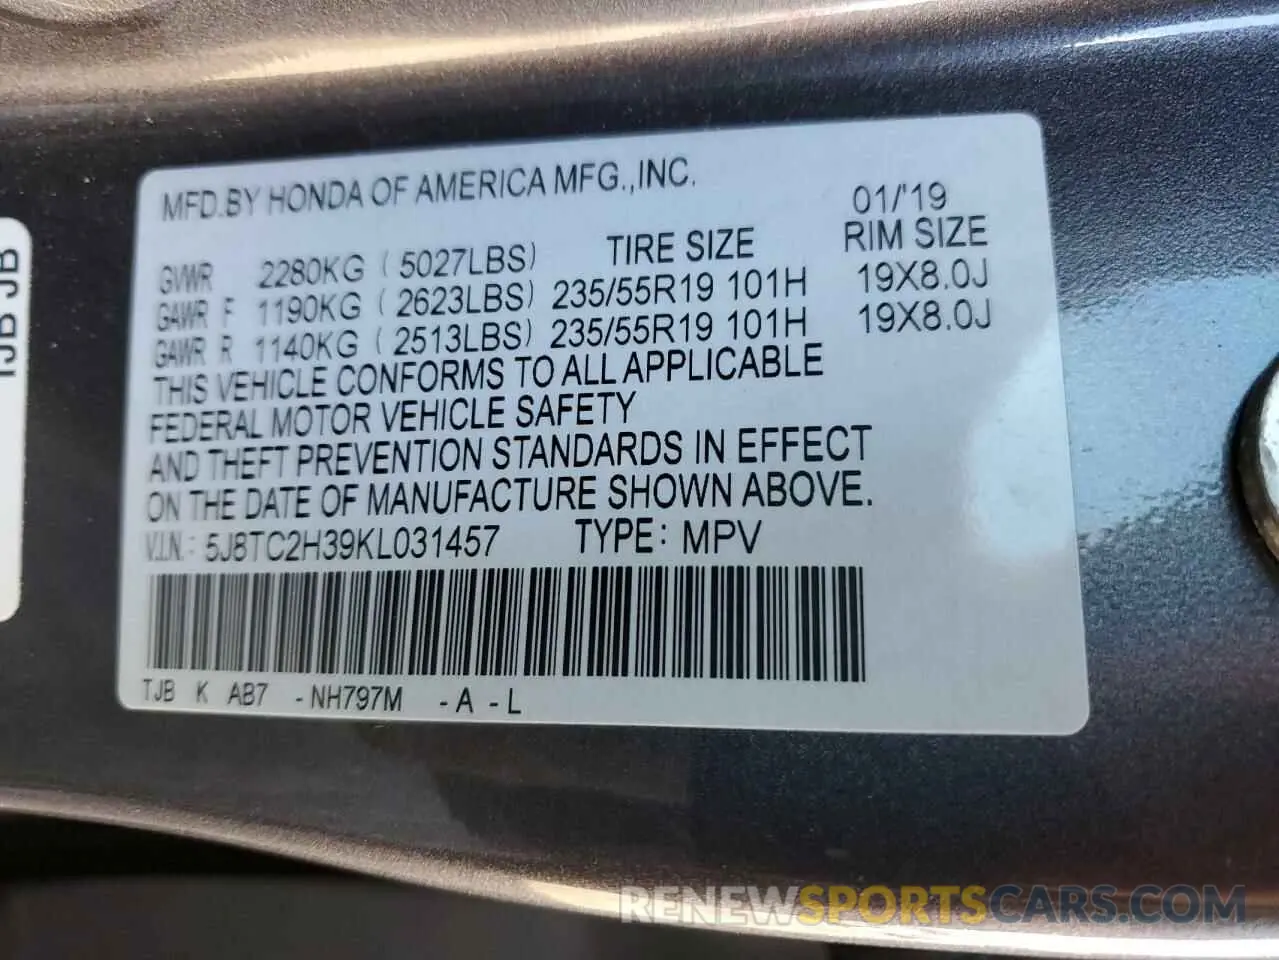 MFD.BY HONDA OF AMERICA MFG.,INC. 01/'19
GVWR 2280KG (5027LBS) TIRE SIZE RIM SIZE
GAWR F 1190KG (2623LBS) 235/55R19 101H 19X8.0J
GAWR R 1140KG (2513LBS) 235/55R19 101H 19X8.0J
THIS VEHICLE CONFORMS TO ALL APPLICABLE
FEDERAL MOTOR VEHICLE SAFETY
AND THEFT PREVENTION STANDARDS IN EFFECT
ON THE DATE OF MANUFACTURE SHOWN ABOVE.
V.I.N.: 5J8TC2H39KL031457 TYPE: MPV
TJB K AB7 -NH797M -A -L
RENEWSPORTSCARS.COM